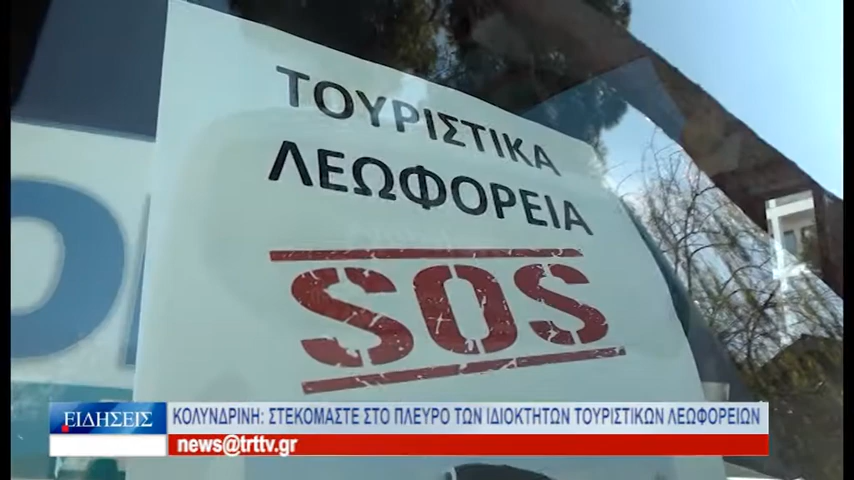 ΤΟΥΡΙΣΤΙΚΑ
ΛΕΩΦΟΡΕΙΑ
SOS
ΕΙΔΗΣΕΙΣ
ΚΟΛΥΝΔΡΙΝΗ: ΣΤΕΚΟΜΑΣΤΕ ΣΤΟ ΠΛΕΥΡΟ ΤΩΝ ΙΔΙΟΚΤΗΤΩΝ ΤΟΥΡΙΣΤΙΚΩΝ ΛΕΩΦΟΡΕΙΩΝ
news@trttv.gr